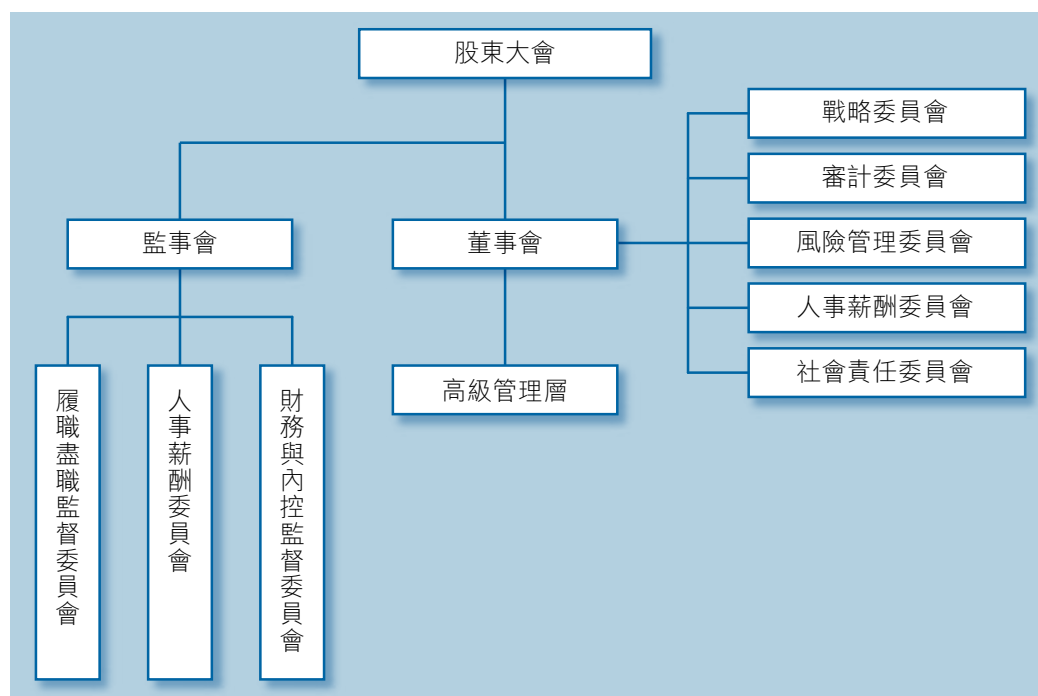 股東大會
戰略委員會
審計委員會
監事會
董事會
風險管理委員會
人事薪酬委員會
高級管理層
社會責任委員會
履職盡職監督委員會
人事薪酬委員會
財務與內控監督委員會